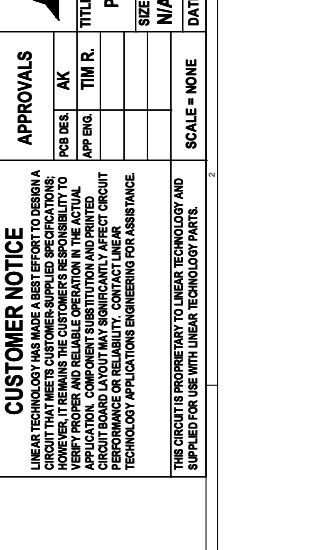 CUSTOMER NOTICE
LINEAR TECHNOLOGY HAS MADE A BEST EFFORT TO DESIGN A
CIRCUIT THAT MEETS CUSTOMER-SUPPLIED SPECIFICATIONS;
HOWEVER, IT REMAINS THE CUSTOMER'S RESPONSIBILITY TO
VERIFY PROPER AND RELIABLE OPERATION IN THE ACTUAL
APPLICATION. COMPONENT SUBSTITUTION AND PRINTED
CIRCUIT BOARD LAYOUT MAY SIGNIFICANTLY AFFECT CIRCUIT
PERFORMANCE OR RELIABILITY. CONTACT LINEAR
TECHNOLOGY APPLICATIONS ENGINEERING FOR ASSISTANCE.
THIS CIRCUIT IS PROPRIETARY TO LINEAR TECHNOLOGY AND
SUPPLIED FOR USE WITH LINEAR TECHNOLOGY PARTS.
APPROVALS
PCB DES. AK
APP ENG. TIM R.
SCALE = NONE
TITL
P
SIZE
N/A
DAT
2